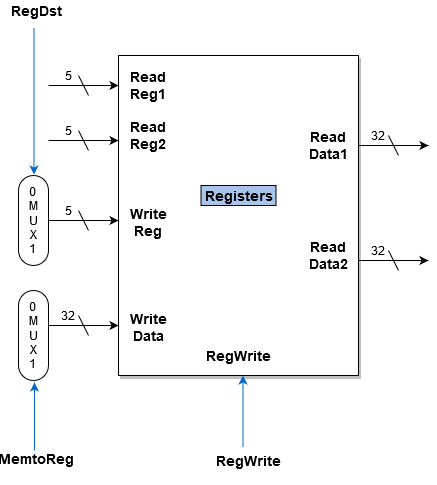 RegDst
5
Read
Reg1
5
Read
Reg2
Read
Data1
32
0
M
U
X
1
5
Write
Reg
Registers
Read
Data2
32
0
M
U
X
1
32
Write
Data
RegWrite
MemtoReg
RegWrite